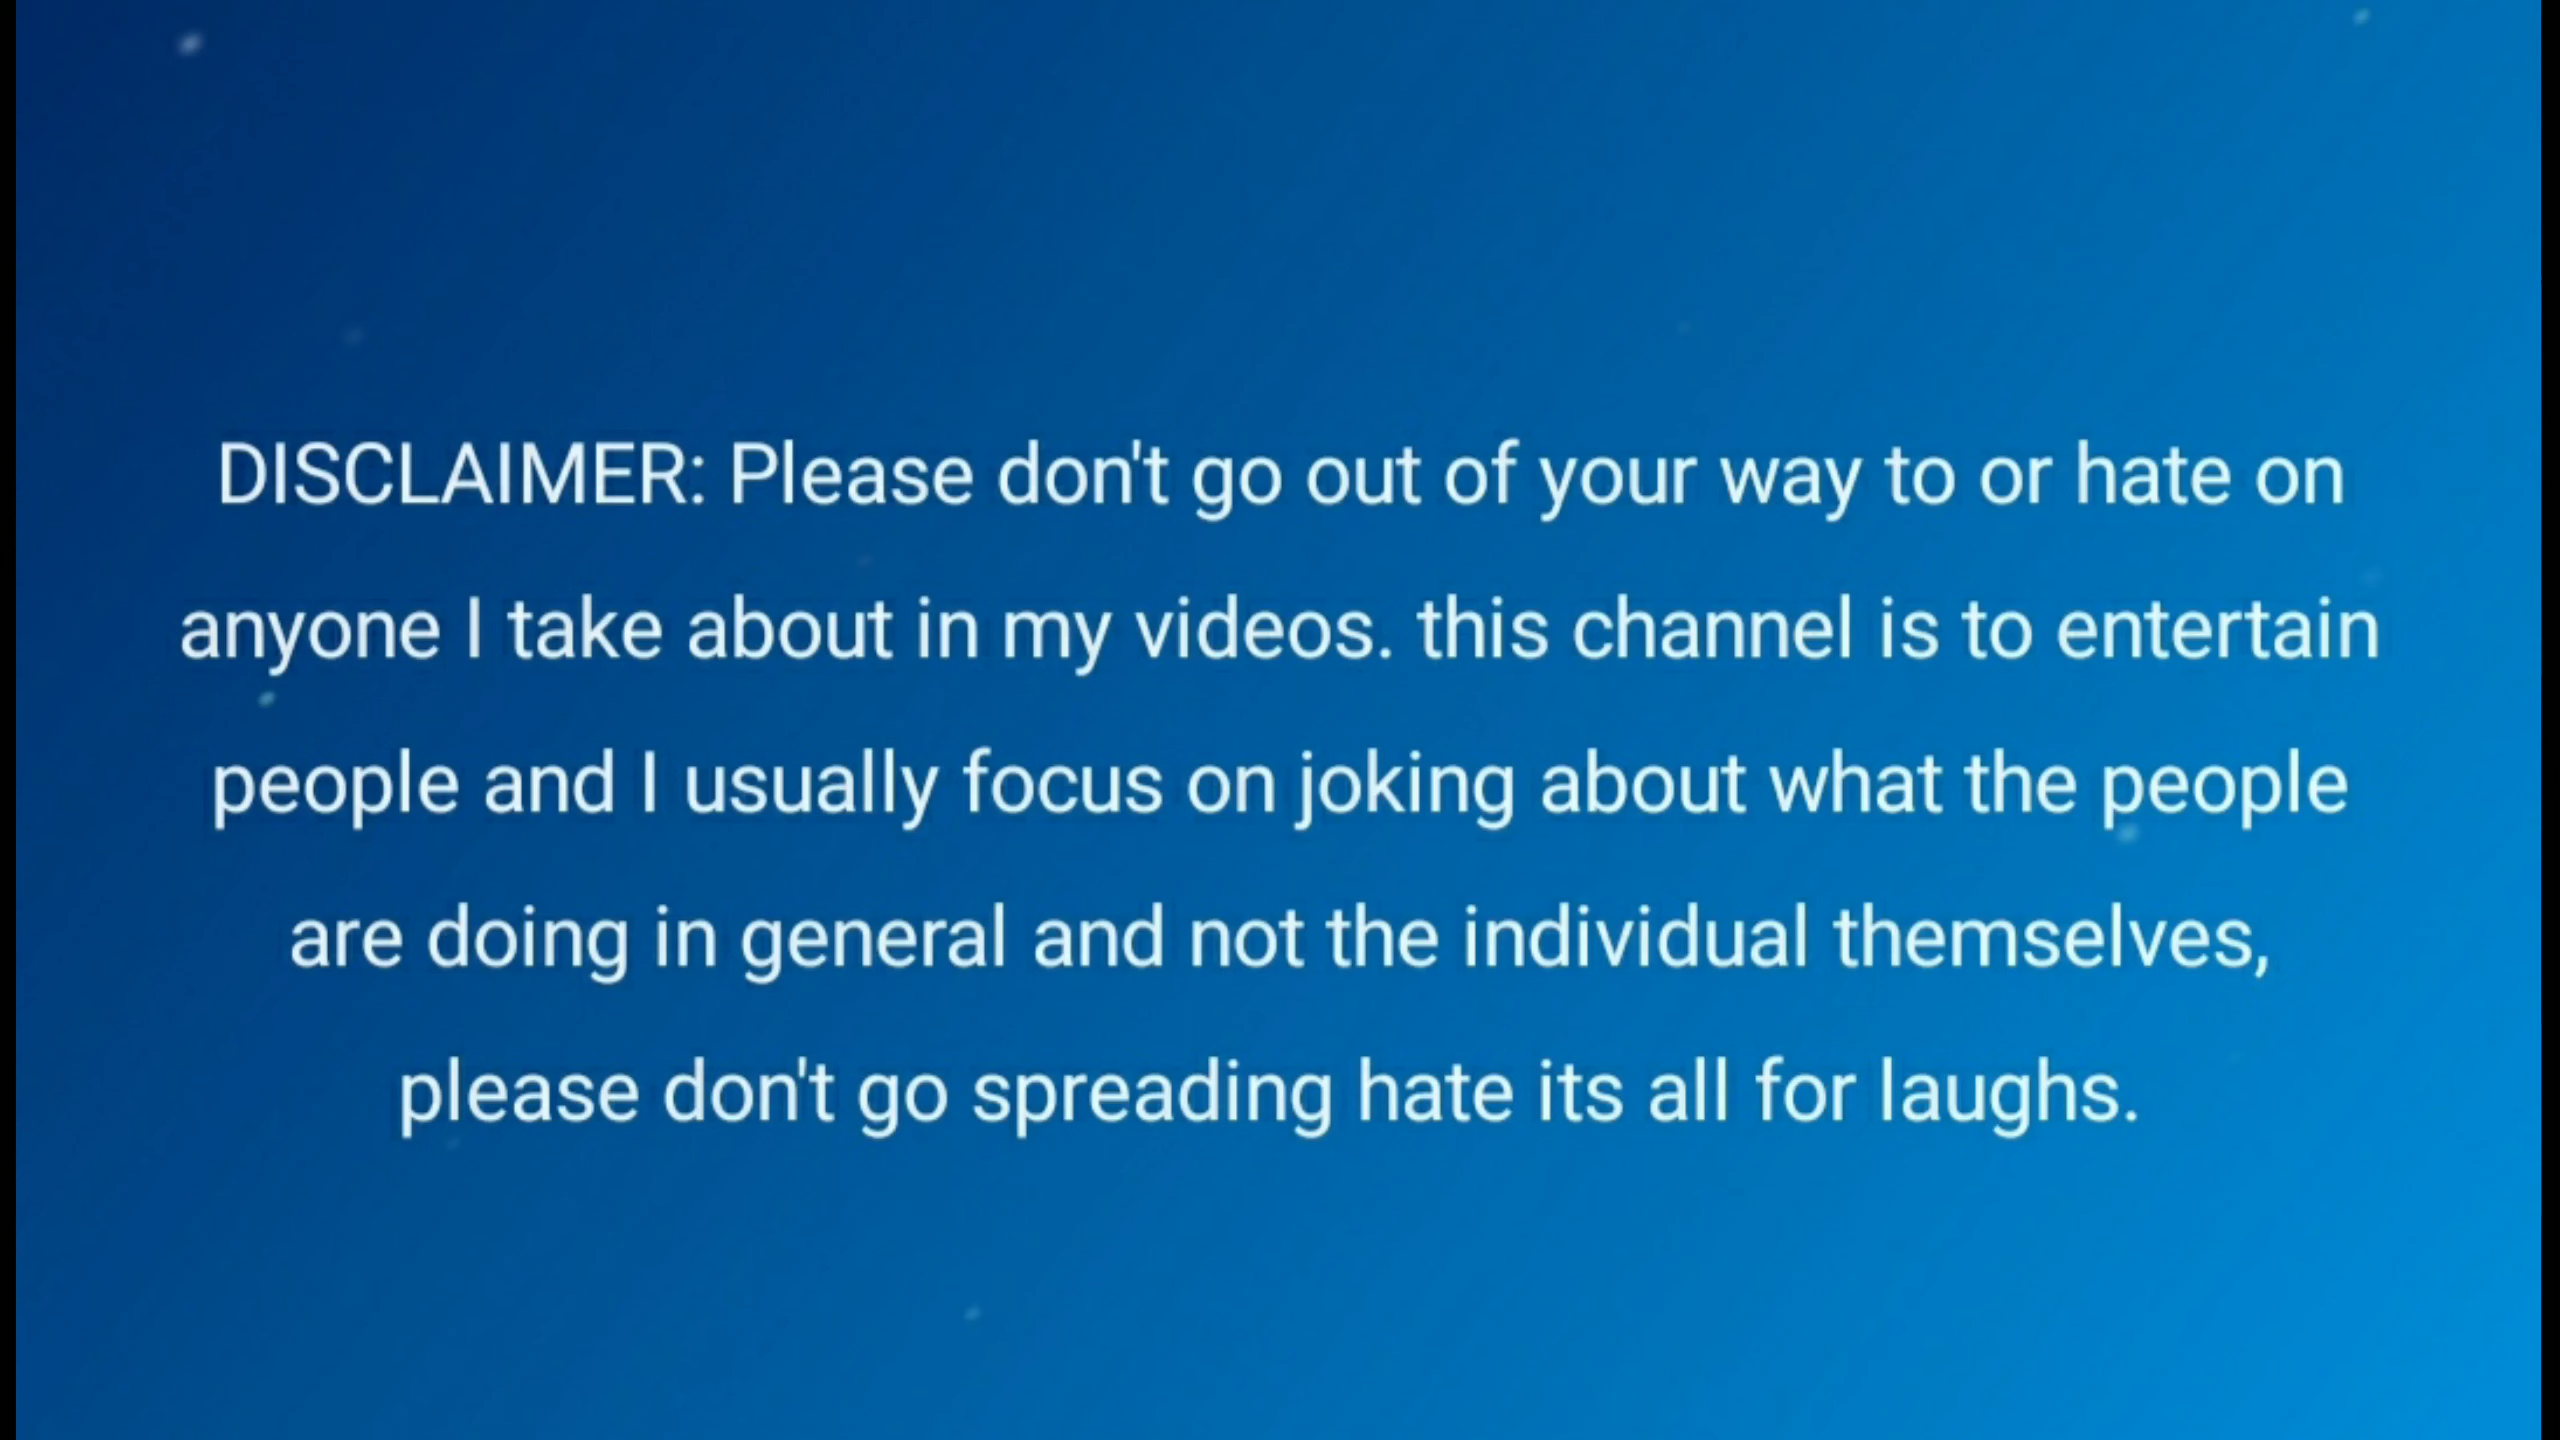 DISCLAIMER: Please don't go out of your way to or hate on
anyone I take about in my videos. this channel is to entertain
people and I usually focus on joking about what the people
are doing in general and not the individual themselves,
please don't go spreading hate its all for laughs.